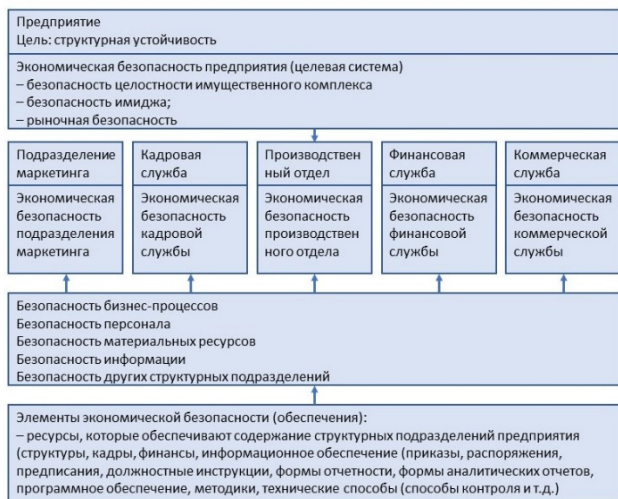 Предприятие
Цель: структурная устойчивость
Экономическая безопасность предприятия (целевая система)
– безопасность целостности имущественного комплекса
– безопасность имиджа;
– рыночная безопасность
Подразделение
маркетинга
Экономическая
безопасность
подразделения
маркетинга
Кадровая
служба
Экономическая
безопасность
кадровой
службы
Производствен
ный отдел
Экономическая
безопасность
производствен
ного отдела
Финансовая
служба
Экономическая
безопасность
финансовой
службы
Коммерческая
служба
Экономическая
безопасность
коммерческой
службы
Безопасность бизнес-процессов
Безопасность персонала
Безопасность материальных ресурсов
Безопасность информации
Безопасность других структурных подразделений
Элементы экономической безопасности (обеспечения):
– ресурсы, которые обеспечивают содержание структурных подразделений предприятия
(структуры, кадры, финансы, информационное обеспечение (приказы, распоряжения,
предписания, должностные инструкции, формы отчетности, формы аналитических отчетов,
программное обеспечение, методики, технические способы (способы контроля и т.д.)